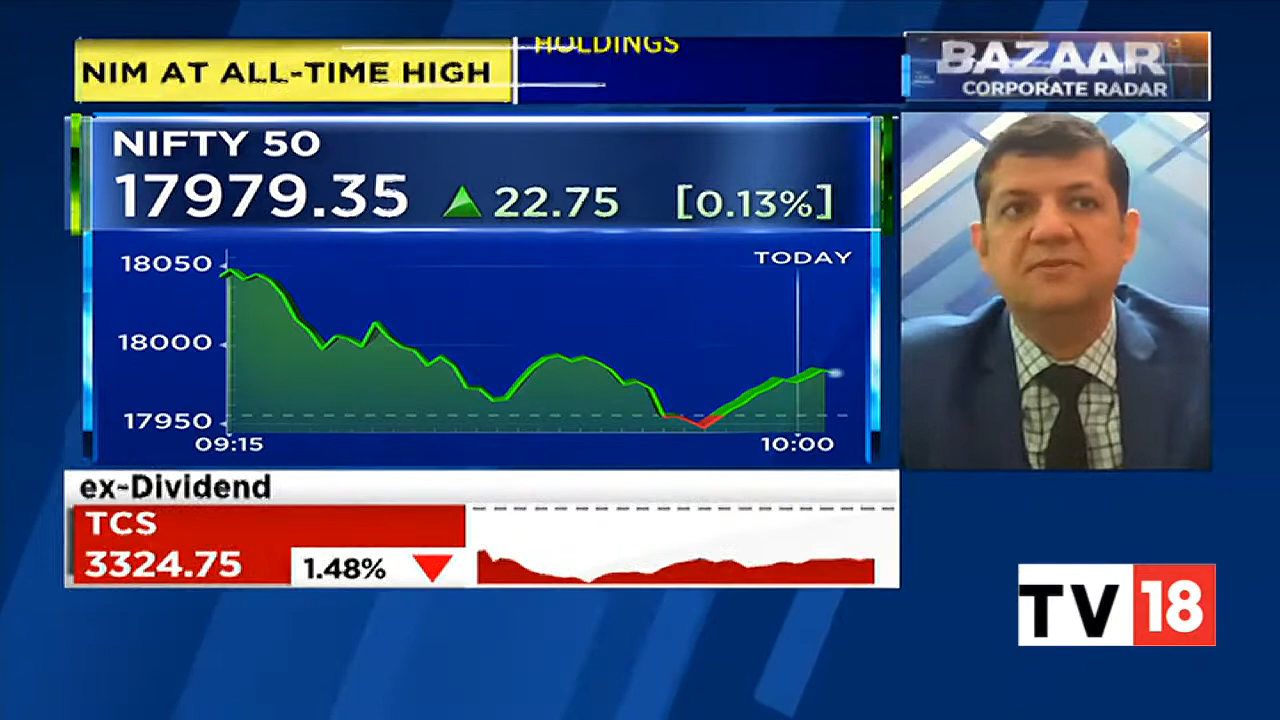 NIM AT ALL-TIME HIGH
HOLDINGS
BAZAAR
CORPORATE RADAR
NIFTY 50
17979.35 ▲ 22.75 [0.13%]
TODAY
18050
18000
17950
09:15 10:00
ex-Dividend
TCS
3324.75 1.48% ▼
TV18